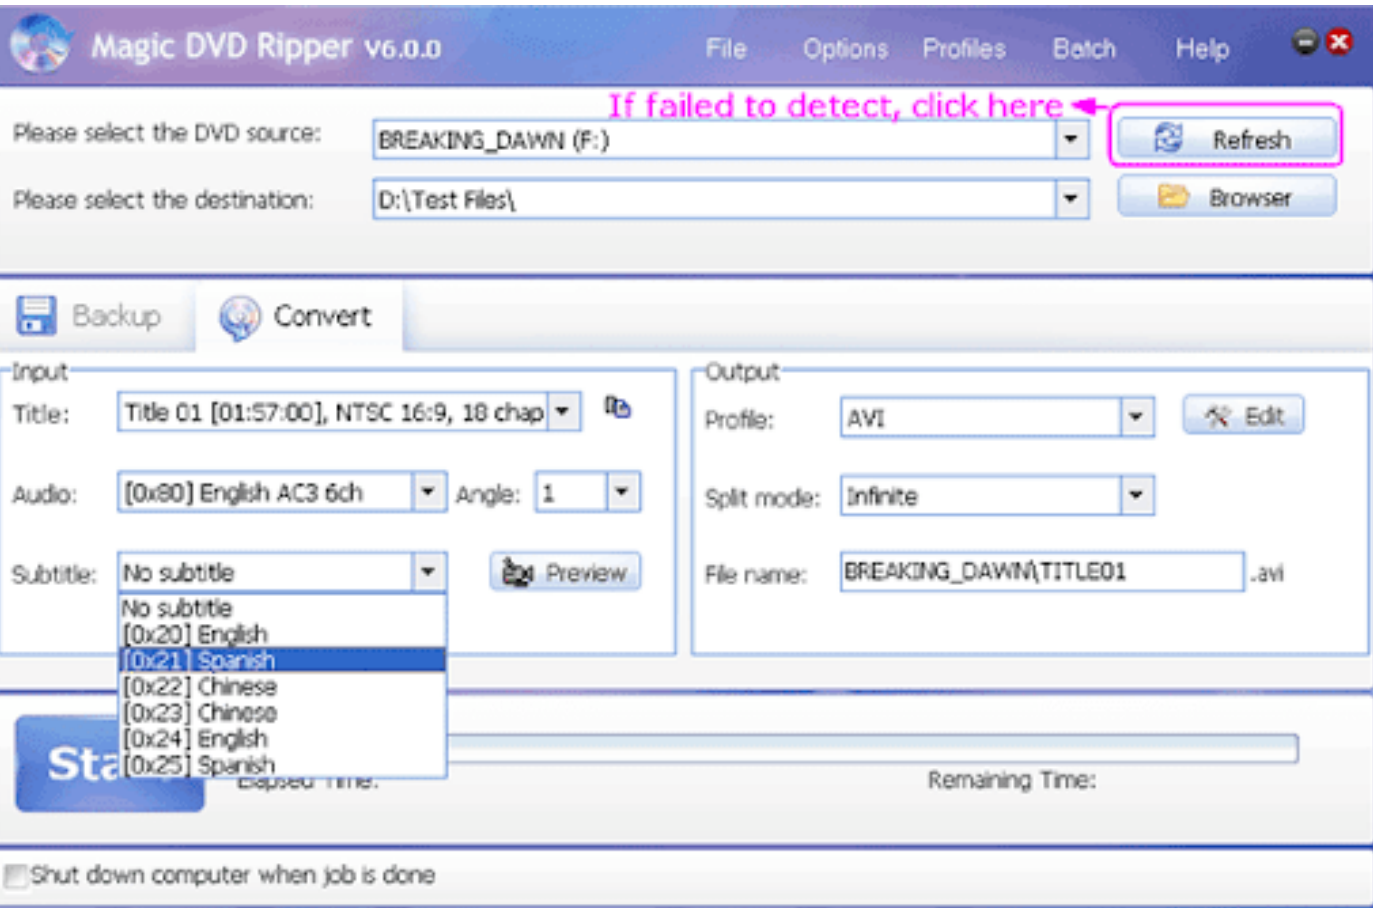 Magic DVD Ripper V6.0.0
File Options Profiles Batch Help
If failed to detect, click here
Please select the DVD source: BREAKING_DAWN (F:) Refresh
Please select the destination: D:\Test Files\ Browser
Backup Convert
Input
Title: Title 01 [01:57:00], NTSC 16:9, 18 chap
Audio: [0x80] English AC3 6ch Angle: 1
Subtitle: No subtitle Preview
No subtitle
[0x20] English
[0x21] Spanish
[0x22] Chinese
[0x23] Chinese
[0x24] English
[0x25] Spanish
Output
Profile: AVI Edit
Split mode: Infinite
File name: BREAKING_DAWN\TITLE01 .avi
Sta
Elapsed Time:
Remaining Time:
Shut down computer when job is done